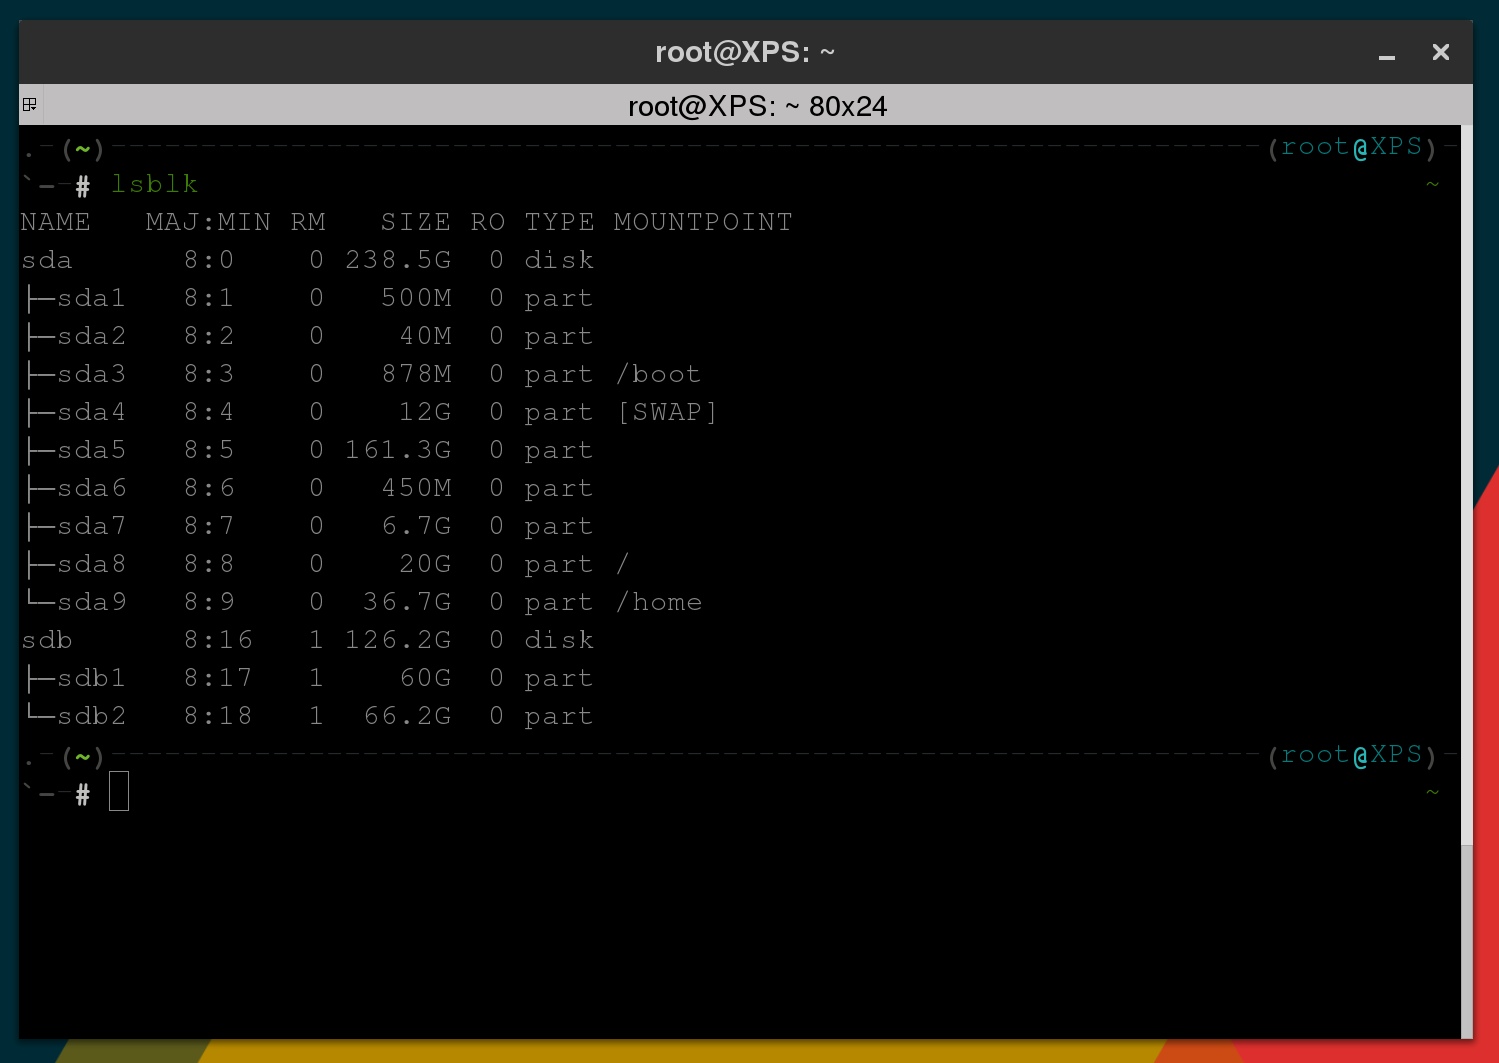 root@XPS: ~
root@XPS: ~ 80x24
.-(~)----------------------------------------------------------------(root@XPS)-
`--# lsblk                                                                    ~
NAME   MAJ:MIN RM   SIZE RO TYPE MOUNTPOINT
sda      8:0    0 238.5G  0 disk
├─sda1   8:1    0   500M  0 part
├─sda2   8:2    0    40M  0 part
├─sda3   8:3    0   878M  0 part /boot
├─sda4   8:4    0    12G  0 part [SWAP]
├─sda5   8:5    0 161.3G  0 part
├─sda6   8:6    0   450M  0 part
├─sda7   8:7    0   6.7G  0 part
├─sda8   8:8    0    20G  0 part /
└─sda9   8:9    0  36.7G  0 part /home
sdb      8:16   1 126.2G  0 disk
├─sdb1   8:17   1    60G  0 part
└─sdb2   8:18   1  66.2G  0 part
.-(~)----------------------------------------------------------------(root@XPS)-
`--#                                                                          ~